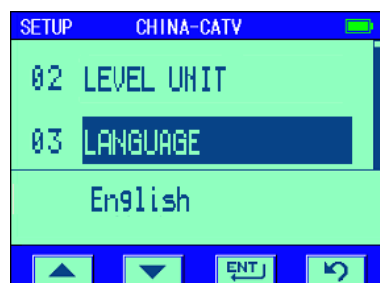 SETUP CHINA-CATV
02 LEVEL UNIT
03 LANGUAGE
English
ENT